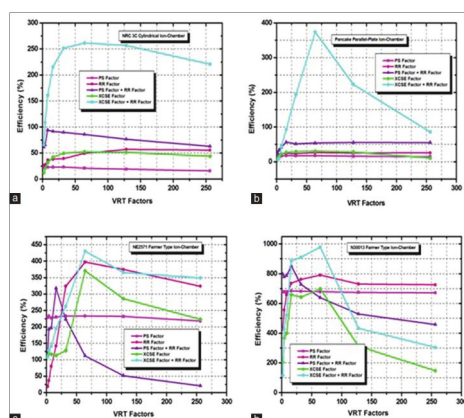 NRC 3C Cylindrical Ion-Chamber
Efficiency (%)
300
250
200
150
100
50
0
PS Factor
RR Factor
PS Factor + RR Factor
XCSE Factor
XCSE Factor + RR Factor
0 50 100 150 200 250
VRT Factors
a
Pancake Parallel-Plate Ion-Chamber
Efficiency (%)
400
300
200
100
0
PS Factor
RR Factor
PS Factor + RR Factor
XCSE Factor
XCSE Factor + RR Factor
0 50 100 150 200 250
VRT Factors
b
NE2571 Farmer Type Ion-Chamber
Efficiency (%)
450
400
350
300
250
200
150
100
50
0
PS Factor
RR Factor
PS Factor + RR Factor
XCSE Factor
XCSE Factor + RR Factor
0 50 100 150 200 250
VRT Factors
N30013 Farmer Type Ion-Chamber
Efficiency (%)
1000
800
600
400
200
0
PS Factor
RR Factor
PS Factor + RR Factor
XCSE Factor
XCSE Factor + RR Factor
0 50 100 150 200 250
VRT Factors